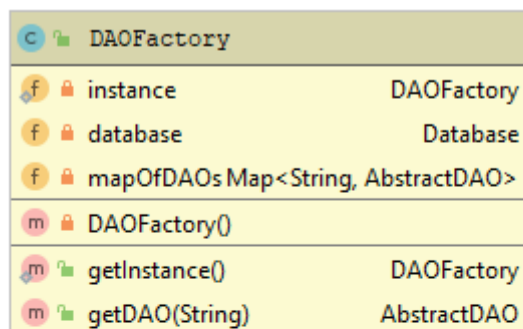 C DAOFactory
f instance DAOFactory
f database Database
f mapOfDAOs Map<String, AbstractDAO>
m DAOFactory()
m getInstance() DAOFactory
m getDAO(String) AbstractDAO